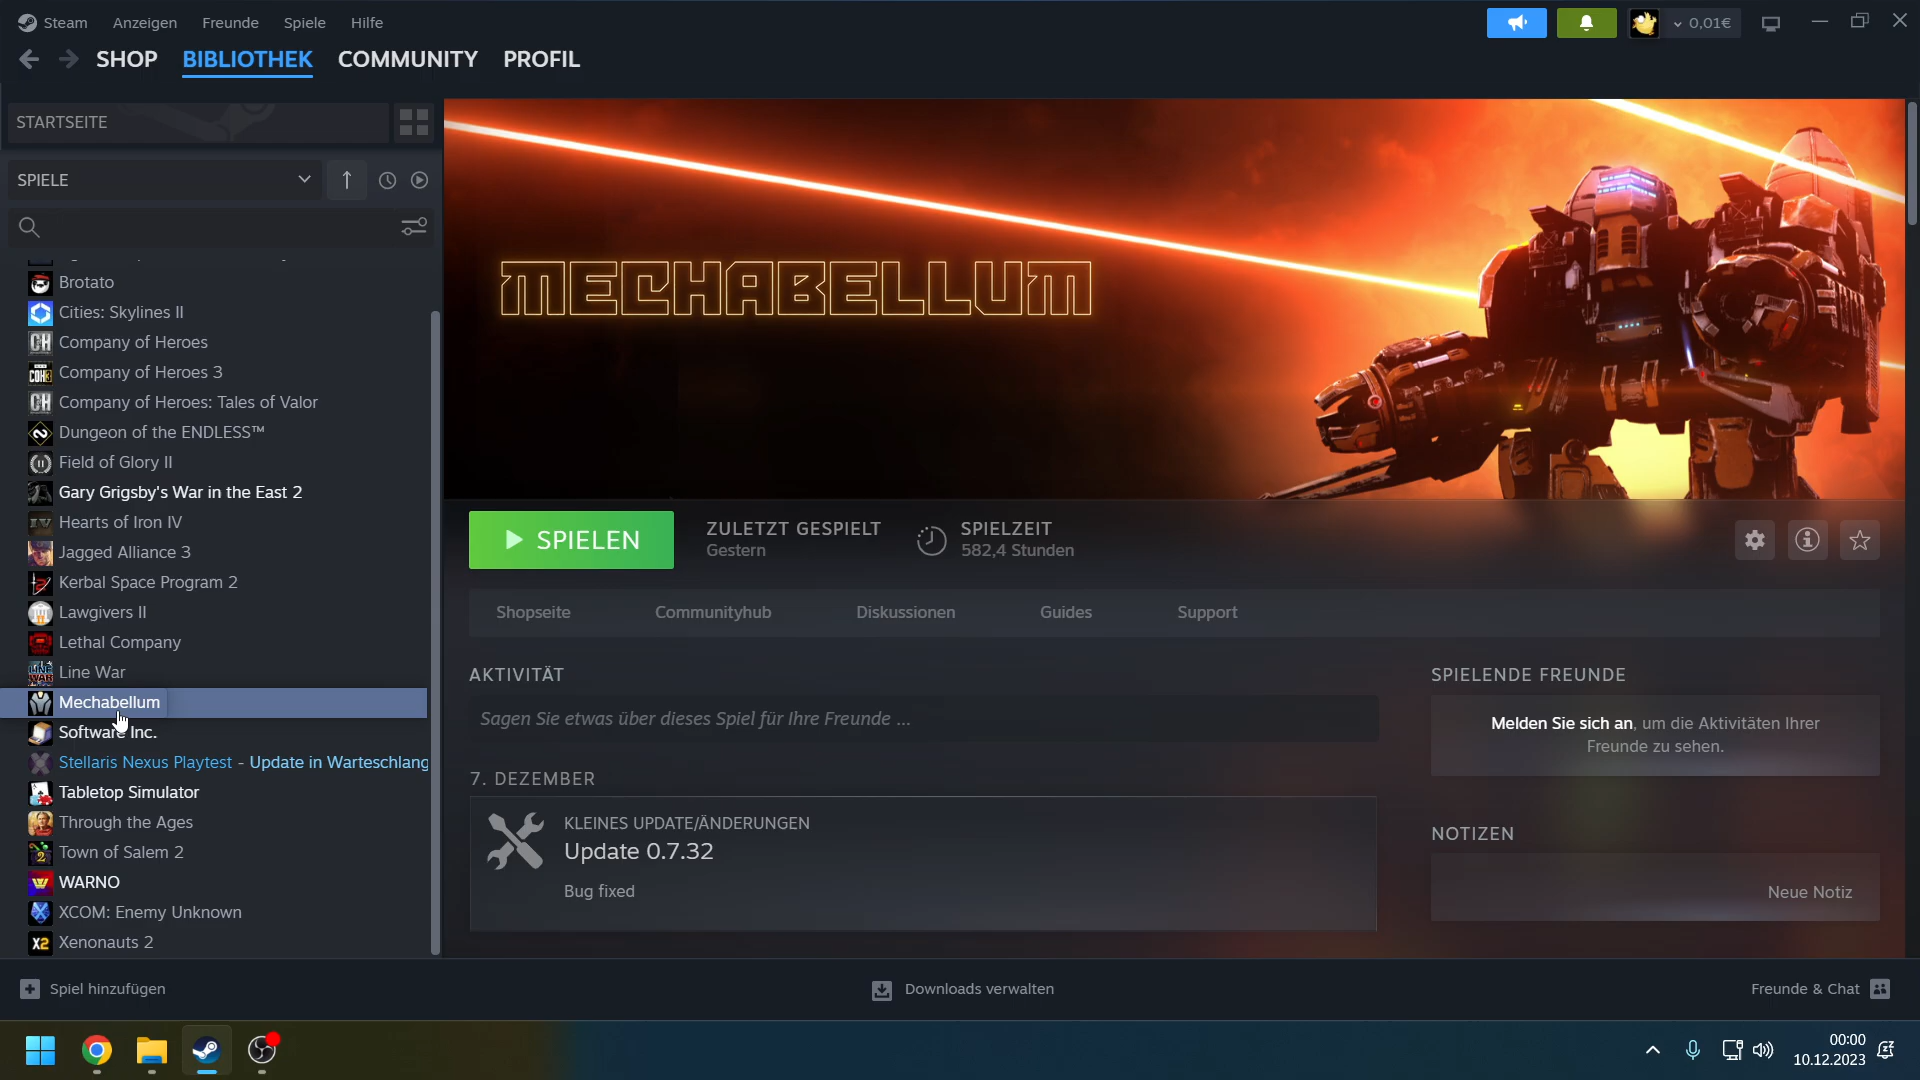 Steam Anzeigen Freunde Spiele Hilfe
0,01€
SHOP BIBLIOTHEK COMMUNITY PROFIL
STARTSEITE
SPIELE
Brotato
Cities: Skylines II
Company of Heroes
Company of Heroes 3
Company of Heroes: Tales of Valor
Dungeon of the ENDLESS™
Field of Glory II
Gary Grigsby's War in the East 2
Hearts of Iron IV
Jagged Alliance 3
Kerbal Space Program 2
Lawgivers II
Lethal Company
Line War
Mechabellum
Software Inc.
Stellaris Nexus Playtest - Update in Warteschlang
Tabletop Simulator
Through the Ages
Town of Salem 2
WARNO
XCOM: Enemy Unknown
Xenonauts 2
MECHABELLUM
SPIELEN
ZULETZT GESPIELT
Gestern
SPIELZEIT
582,4 Stunden
Shopseite Communityhub Diskussionen Guides Support
AKTIVITÄT
Sagen Sie etwas über dieses Spiel für Ihre Freunde ...
7. DEZEMBER
KLEINES UPDATE/ÄNDERUNGEN
Update 0.7.32
Bug fixed
SPIELENDE FREUNDE
Melden Sie sich an, um die Aktivitäten Ihrer
Freunde zu sehen.
NOTIZEN
Neue Notiz
Spiel hinzufügen
Downloads verwalten
Freunde & Chat
00:00
10.12.2023